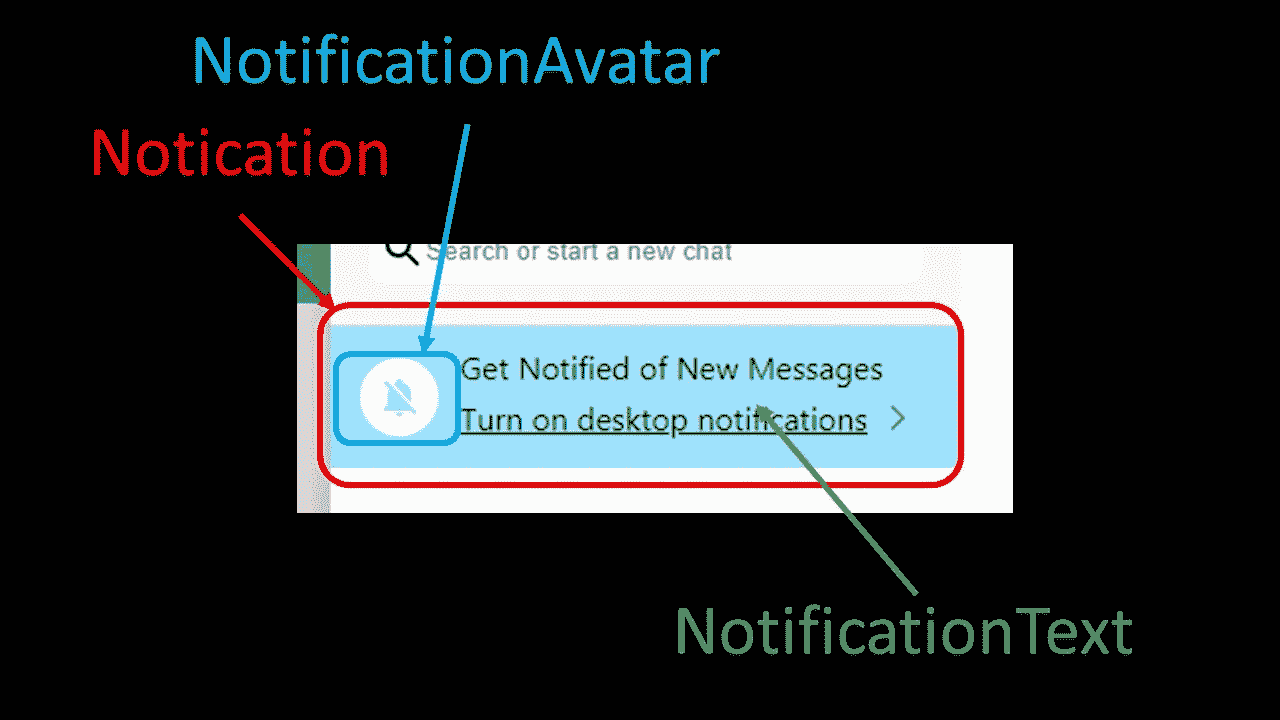 NotificationAvatar
Notication
Search or start a new chat
Get Notified of New Messages
Turn on desktop notifications
NotificationText